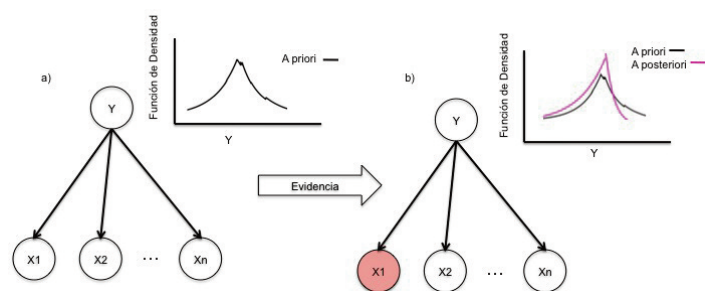 a)
Función de Densidad
A priori
Y
Y
X1
X2
...
Xn
Evidencia
b)
Función de Densidad
A priori
A posteriori
Y
Y
X1
X2
...
Xn